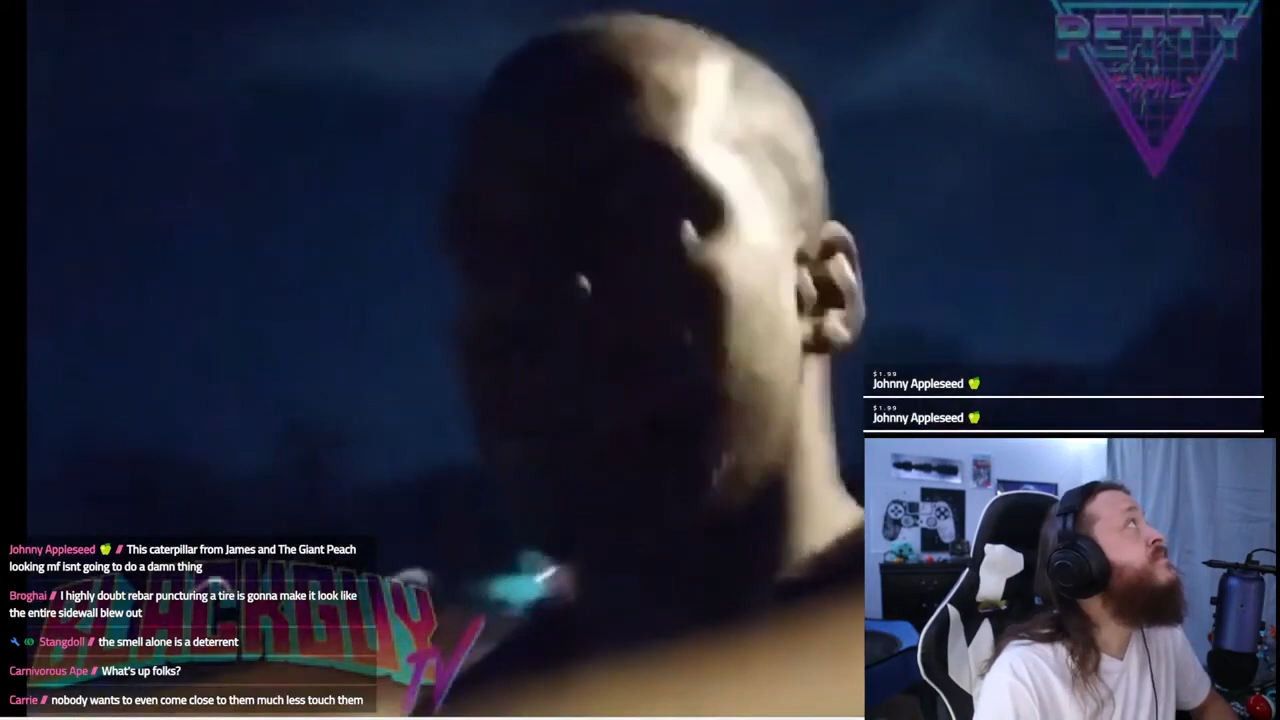 PETTY
FAMILY
$1.99
Johnny Appleseed 🍏
$1.99
Johnny Appleseed 🍏
Johnny Appleseed 🍏 // This caterpillar from James and The Giant Peach
looking mf isnt going to do a damn thing
Broghai // I highly doubt rebar puncturing a tire is gonna make it look like
the entire sidewall blew out
Stangdoll // the smell alone is a deterrent
Carnivorous Ape // What's up folks?
Carrie // nobody wants to even come close to them much less touch them
BLACKGUY
TV